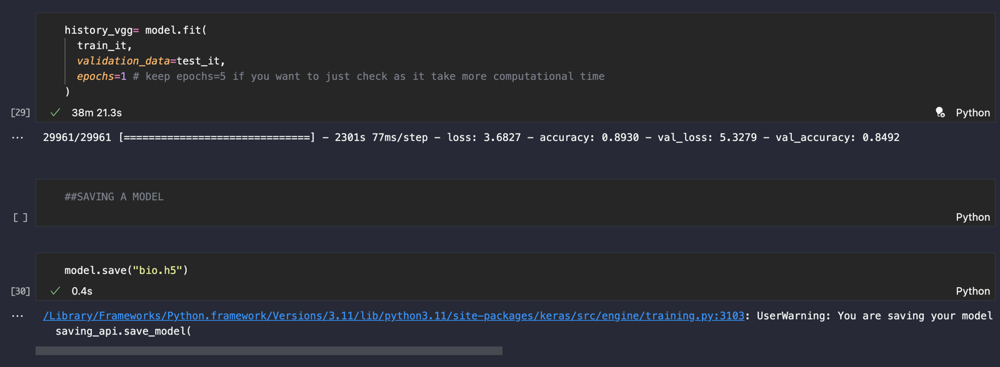 history_vgg= model.fit(
train_it,
validation_data=test_it,
epochs=1 # keep epochs=5 if you want to just check as it take more computational time
)
[29] 38m 21.3s Python
... 29961/29961 [==============================] - 2301s 77ms/step - loss: 3.6827 - accuracy: 0.8930 - val_loss: 5.3279 - val_accuracy: 0.8492
##SAVING A MODEL
[ ] Python
model.save("bio.h5")
[30] 0.4s Python
... /Library/Frameworks/Python.framework/Versions/3.11/lib/python3.11/site-packages/keras/src/engine/training.py:3103: UserWarning: You are saving your model
saving_api.save_model(